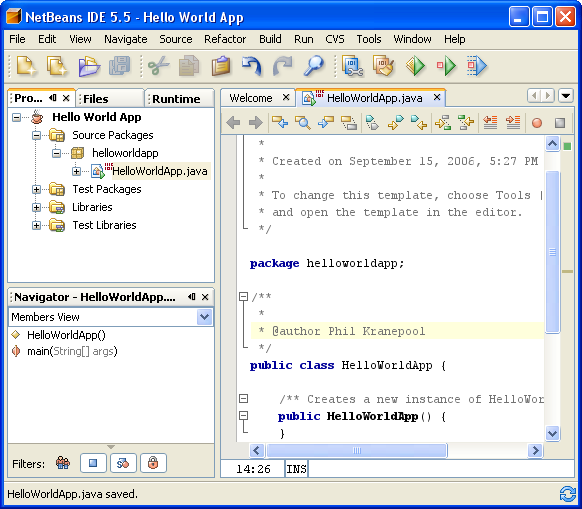 NetBeans IDE 5.5 - Hello World App
File Edit View Navigate Source Refactor Build Run CVS Tools Window Help
Pro... Files Runtime
Hello World App
Source Packages
helloworldapp
HelloWorldApp.java
Test Packages
Libraries
Test Libraries
Navigator - HelloWorldApp....
Members View
HelloWorldApp()
main(String[] args)
Filters:
Welcome HelloWorldApp.java
*
* Created on September 15, 2006, 5:27 PM
*
* To change this template, choose Tools |
* and open the template in the editor.
*/
package helloworldapp;
/**
*
* @author Phil Kranepool
*/
public class HelloWorldApp {
/** Creates a new instance of HelloWor
public HelloWorldApp() {
}
14:26 INS
HelloWorldApp.java saved.